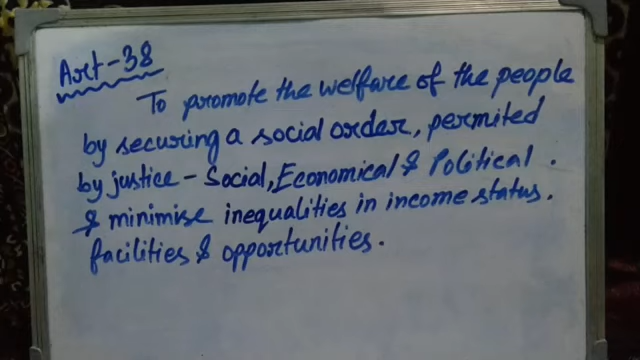 Art-38
To promote the welfare of the people
by securing a social order, permited
by justice - Social, Economical & Political.
& minimise inequalities in income status.
facilities & opportunities.